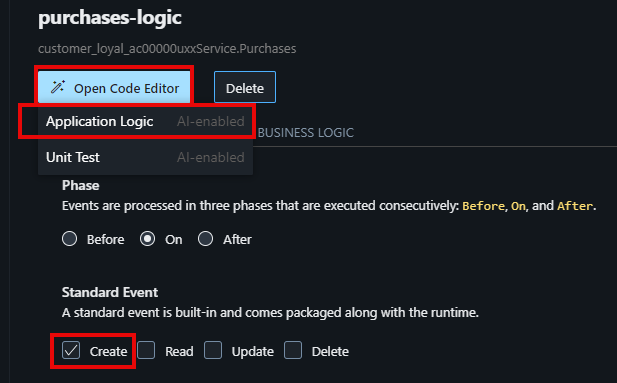 purchases-logic
customer_loyal_ac00000uxxService.Purchases
Open Code Editor Delete
Application Logic AI-enabled
BUSINESS LOGIC
Unit Test AI-enabled
Phase
Events are processed in three phases that are executed consecutively: Before, On, and After.
Before On After
Standard Event
A standard event is built-in and comes packaged along with the runtime.
Create Read Update Delete